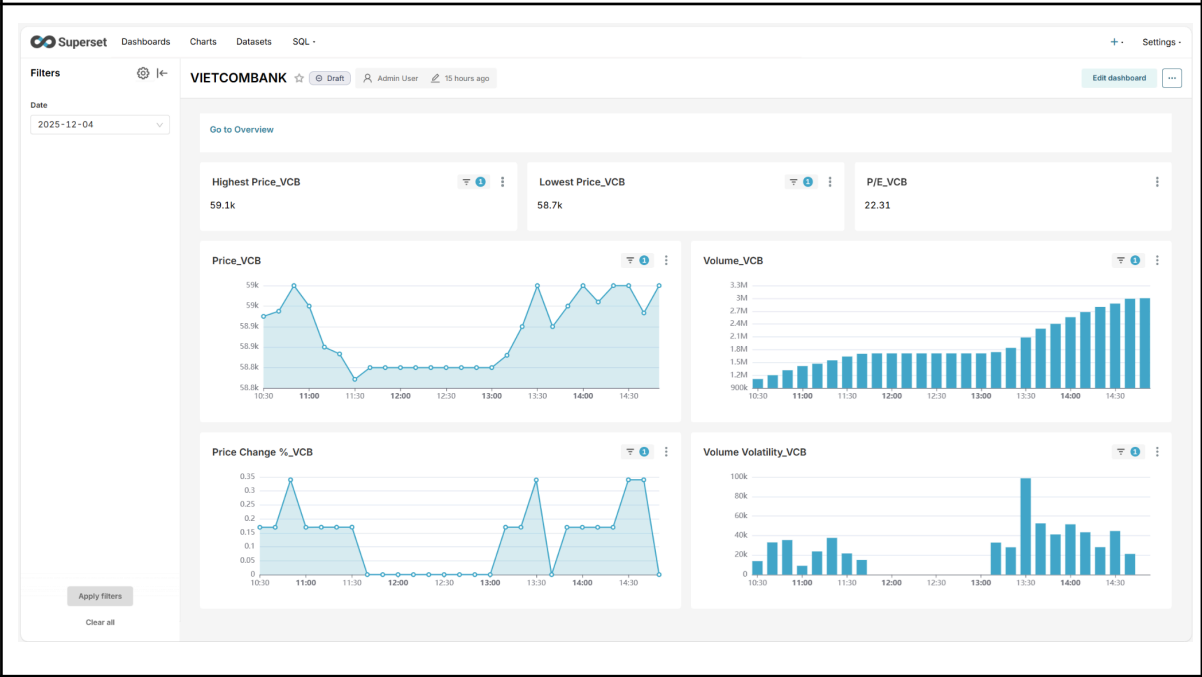 Superset Dashboards Charts Datasets SQL + Settings
Filters
VIETCOMBANK Draft Admin User 15 hours ago Edit dashboard ...
Date
2025-12-04
Go to Overview
Highest Price_VCB 1
59.1k
Lowest Price_VCB 1
58.7k
P/E_VCB
22.31
Price_VCB 1
59k
59k
58.9k
58.9k
58.8k
58.8k
10:30 11:00 11:30 12:00 12:30 13:00 13:30 14:00 14:30
Volume_VCB 1
3.3M
3M
2.7M
2.4M
2.1M
1.8M
1.5M
1.2M
900k
10:30 11:00 11:30 12:00 12:30 13:00 13:30 14:00 14:30
Price Change %_VCB 1
0.35
0.3
0.25
0.2
0.15
0.1
0.05
0
10:30 11:00 11:30 12:00 12:30 13:00 13:30 14:00 14:30
Volume Volatility_VCB 1
100k
80k
60k
40k
20k
0
10:30 11:00 11:30 12:00 12:30 13:00 13:30 14:00 14:30
Apply filters
Clear all